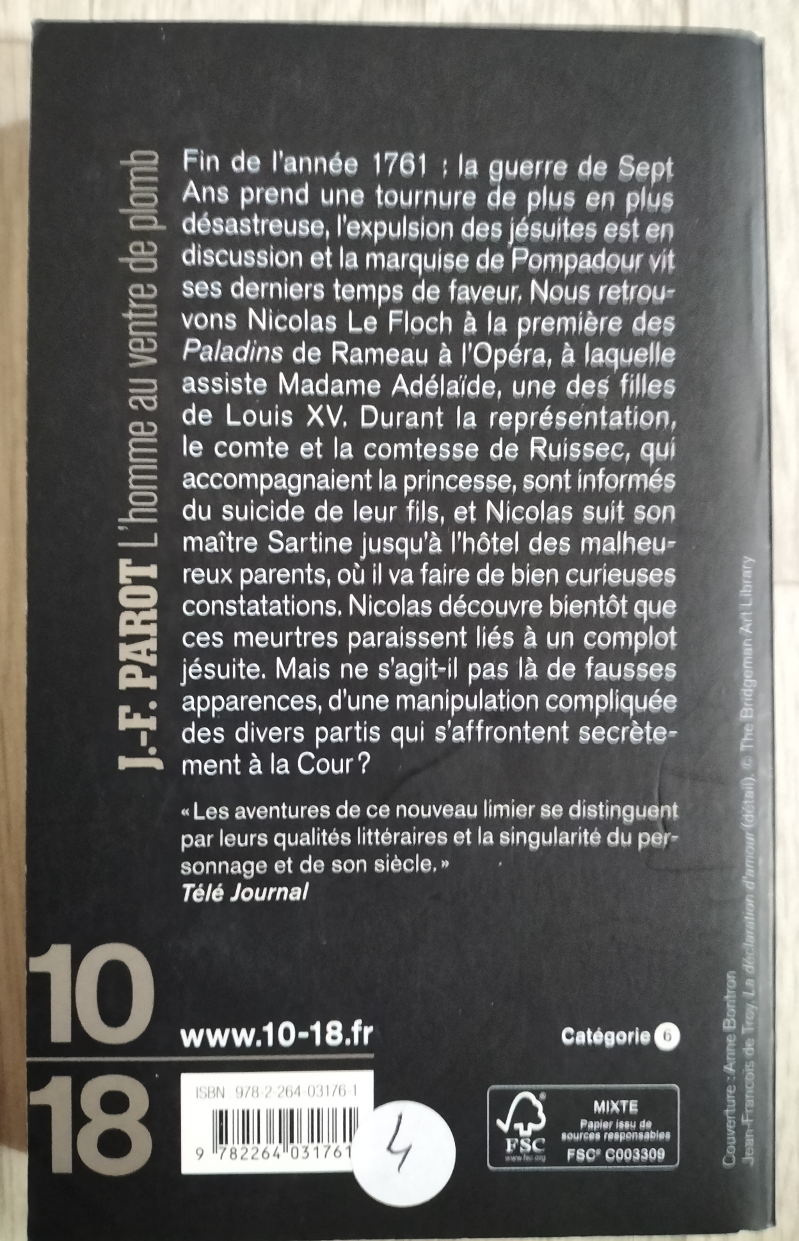 J.-F. PAROT L'homme au ventre de plomb
Fin de l'année 1761 : la guerre de Sept
Ans prend une tournure de plus en plus
désastreuse, l'expulsion des jésuites est en
discussion et la marquise de Pompadour vit
ses derniers temps de faveur. Nous retrou-
vons Nicolas Le Floch à la première des
Paladins de Rameau à l'Opéra, à laquelle
assiste Madame Adélaïde, une des filles
de Louis XV. Durant la représentation,
le comte et la comtesse de Ruissec, qui
accompagnaient la princesse, sont informés
du suicide de leur fils, et Nicolas suit son
maître Sartine jusqu'à l'hôtel des malheu-
reux parents, où il va faire de bien curieuses
constatations. Nicolas découvre bientôt que
ces meurtres paraissent liés à un complot
jésuite. Mais ne s'agit-il pas là de fausses
apparences, d'une manipulation compliquée
des divers partis qui s'affrontent secrète-
ment à la Cour ?
« Les aventures de ce nouveau limier se distinguent
par leurs qualités littéraires et la singularité du per-
sonnage et de son siècle. »
Télé Journal
10
18
www.10-18.fr
Catégorie 6
ISBN 978-2-264-03176-1
9 782264 031761
4
FSC
www.fsc.org
MIXTE
Papier issu de
sources responsables
FSC® C003309
Couverture : Anne Bontron
Jean-François de Troy, La déclaration d'amour (détail). © The Bridgeman Art Library